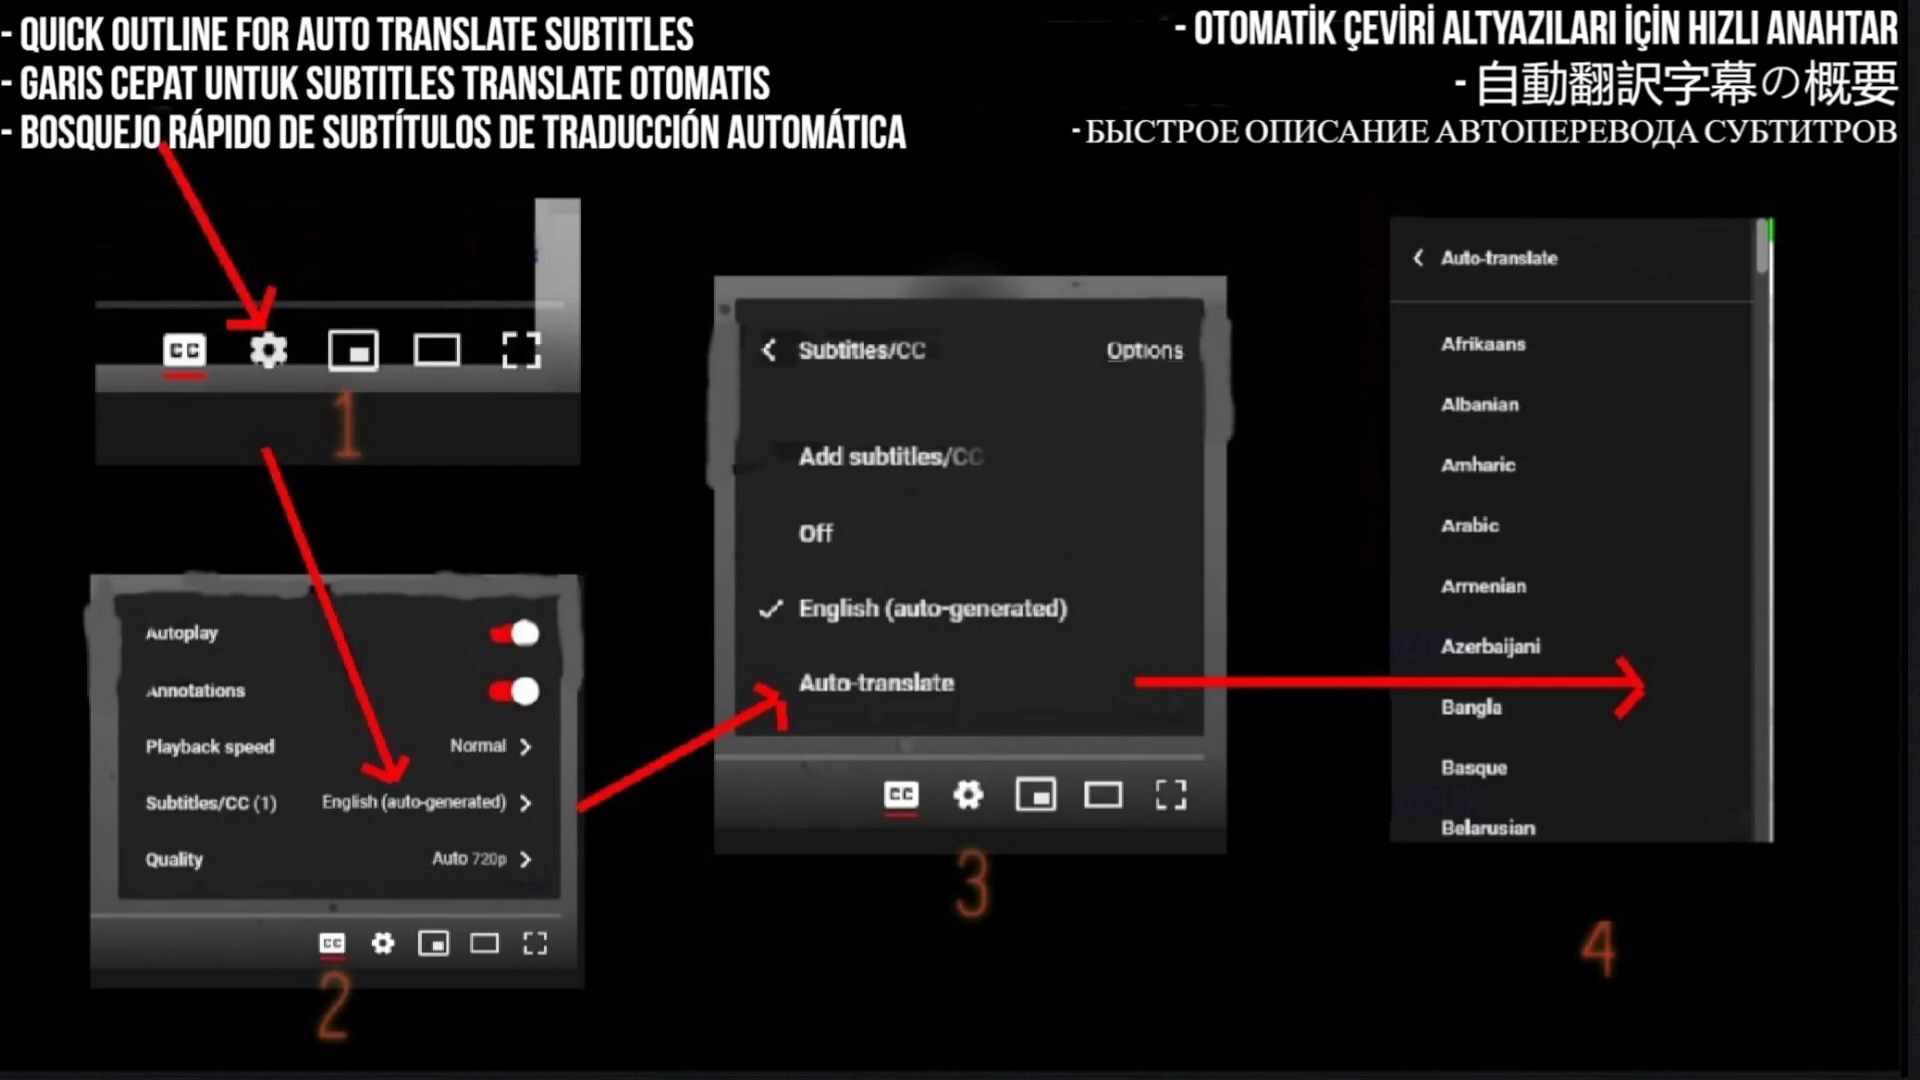 - QUICK OUTLINE FOR AUTO TRANSLATE SUBTITLES
- GARIS CEPAT UNTUK SUBTITLES TRANSLATE OTOMATIS
- BOSQUEJO RÁPIDO DE SUBTÍTULOS DE TRADUCCIÓN AUTOMÁTICA
- OTOMATİK ÇEVİRİ ALTYAZILARI İÇİN HIZLI ANAHTAR
- 自動翻訳字幕の概要
- БЫСТРОЕ ОПИСАНИЕ АВТОПЕРЕВОДА СУБТИТРОВ
CC
1
Autoplay
Annotations
Playback speed Normal
Subtitles/CC (1) English (auto-generated)
Quality Auto 720p
CC
2
Subtitles/CC Options
Add subtitles/CC
Off
English (auto-generated)
Auto-translate
CC
3
Auto-translate
Afrikaans
Albanian
Amharic
Arabic
Armenian
Azerbaijani
Bangla
Basque
Belarusian
4